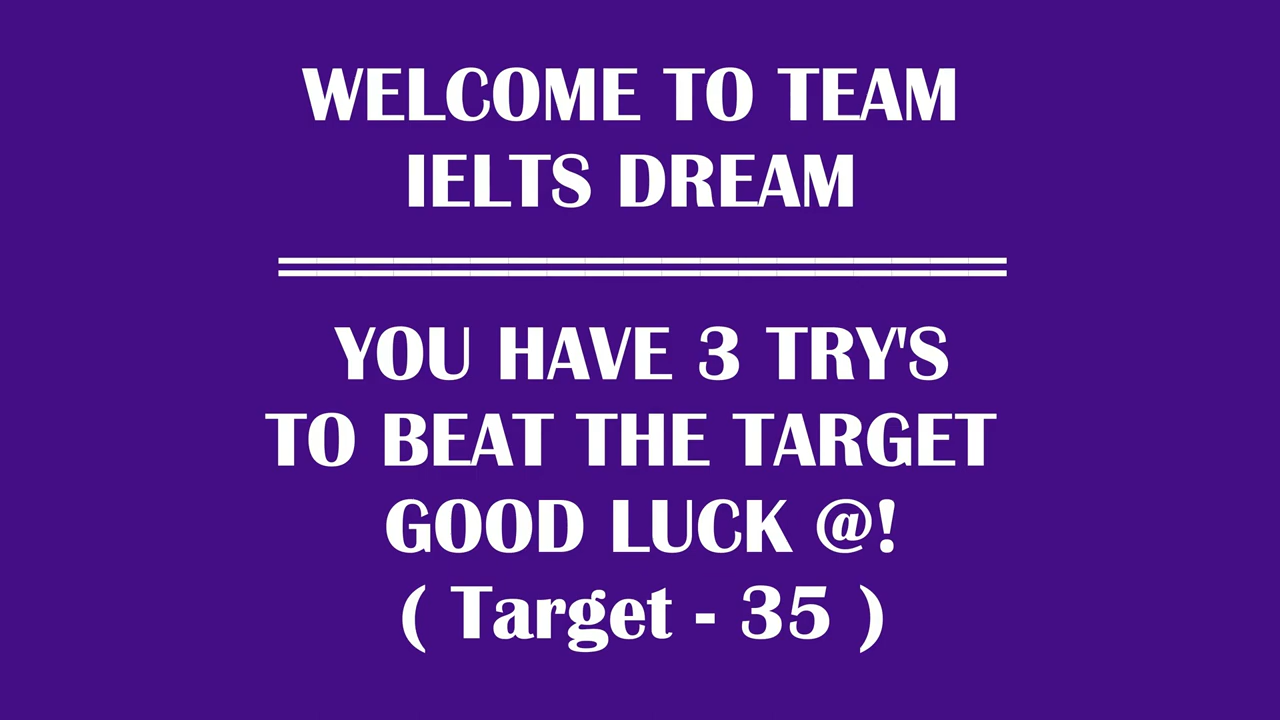 WELCOME TO TEAM
IELTS DREAM
YOU HAVE 3 TRY'S
TO BEAT THE TARGET
GOOD LUCK @!
( Target - 35 )